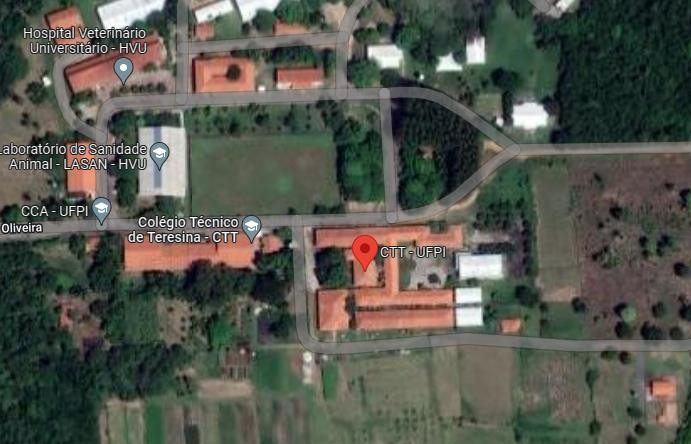 Hospital Veterinário
Universitário - HVU
Laboratório de Sanidade
Animal - LASAN - HVU
CCA - UFPI
Oliveira
Colégio Técnico
de Teresina - CTT
CTT - UFPI